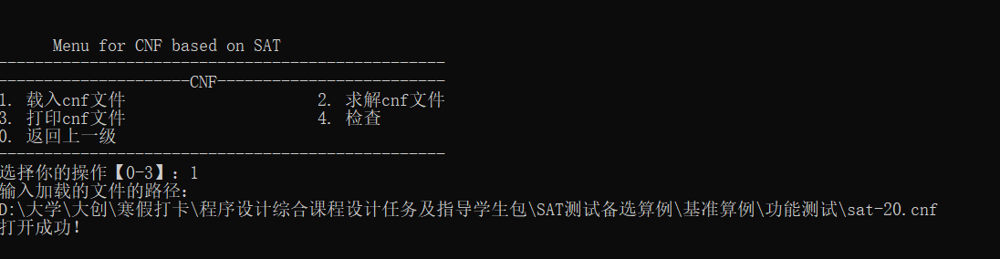 Menu for CNF based on SAT
-------------------------------------------------
---------------------CNF-------------------------
1. 载入cnf文件 2. 求解cnf文件
3. 打印cnf文件 4. 检查
0. 返回上一级
-------------------------------------------------
选择你的操作【0-3】：1
输入加载的文件的路径：
D:\大学\大创\寒假打卡\程序设计综合课程设计任务及指导学生包\SAT测试备选算例\基准算例\功能测试\sat-20.cnf
打开成功！